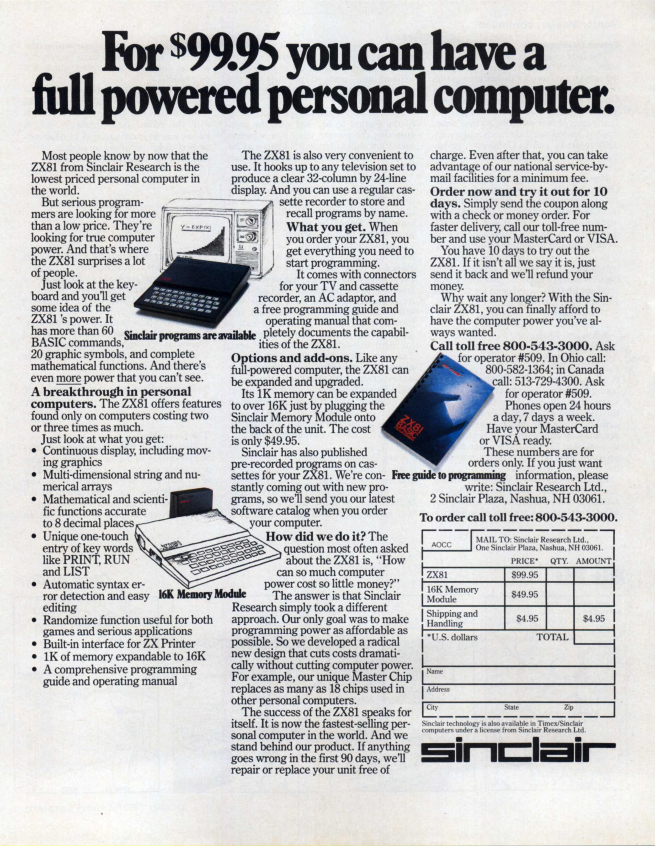 For $99.95 you can have a
full powered personal computer.
Most people know by now that the
ZX81 from Sinclair Research is the
lowest priced personal computer in
the world.
But serious program-
mers are looking for more
than a low price. They're
looking for true computer
power. And that's where
the ZX81 surprises a lot
of people.
Just look at the key-
board and you'll get
some idea of the
ZX81 's power. It
has more than 60
BASIC commands,
20 graphic symbols, and complete
mathematical functions. And there's
even more power that you can't see.
A breakthrough in personal
computers. The ZX81 offers features
found only on computers costing two
or three times as much.
Just look at what you get:
• Continuous display, including mov-
ing graphics
• Multi-dimensional string and nu-
merical arrays
• Mathematical and scienti-
fic functions accurate
to 8 decimal places
• Unique one-touch
entry of key words
like PRINT, RUN
and LIST
• Automatic syntax er-
ror detection and easy
editing
• Randomize function useful for both
games and serious applications
• Built-in interface for ZX Printer
• 1K of memory expandable to 16K
• A comprehensive programming
guide and operating manual
Sinclair programs are available
16K Memory Module
The ZX81 is also very convenient to
use. It hooks up to any television set to
produce a clear 32-column by 24-line
display. And you can use a regular cas-
sette recorder to store and
recall programs by name.
What you get. When
you order your ZX81, you
get everything you need to
start programming.
It comes with connectors
for your TV and cassette
recorder, an AC adaptor, and
a free programming guide and
operating manual that com-
pletely documents the capabil-
ities of the ZX81.
Options and add-ons. Like any
full-powered computer, the ZX81 can
be expanded and upgraded.
Its 1K memory can be expanded
to over 16K just by plugging the
Sinclair Memory Module onto
the back of the unit. The cost
is only $49.95.
Sinclair has also published
pre-recorded programs on cas-
settes for your ZX81. We're con-
stantly coming out with new pro-
grams, so we'll send you our latest
software catalog when you order
your computer.
How did we do it? The
question most often asked
about the ZX81 is, "How
can so much computer
power cost so little money?"
The answer is that Sinclair
Research simply took a different
approach. Our only goal was to make
programming power as affordable as
possible. So we developed a radical
new design that cuts costs dramati-
cally without cutting computer power.
For example, our unique Master Chip
replaces as many as 18 chips used in
other personal computers.
The success of the ZX81 speaks for
itself. It is now the fastest-selling per-
sonal computer in the world. And we
stand behind our product. If anything
goes wrong in the first 90 days, we'll
repair or replace your unit free of
charge. Even after that, you can take
advantage of our national service-by-
mail facilities for a minimum fee.
Order now and try it out for 10
days. Simply send the coupon along
with a check or money order. For
faster delivery, call our toll-free num-
ber and use your MasterCard or VISA.
You have 10 days to try out the
ZX81. If it isn't all we say it is, just
send it back and we'll refund your
money.
Why wait any longer? With the Sin-
clair ZX81, you can finally afford to
have the computer power you've al-
ways wanted.
Call toll free 800-543-3000. Ask
for operator #509. In Ohio call:
800-582-1364; in Canada
call: 513-729-4300. Ask
for operator #509.
Phones open 24 hours
a day, 7 days a week.
Have your MasterCard
or VISA ready.
These numbers are for
orders only. If you just want
information, please
write: Sinclair Research Ltd.,
2 Sinclair Plaza, Nashua, NH 03061.
ZX81
Free guide to programming
To order call toll free: 800-543-3000.
AOCC
MAIL TO: Sinclair Research Ltd.,
One Sinclair Plaza, Nashua, NH 03061.
PRICE* QTY. AMOUNT
ZX81 $99.95
16K Memory
Module $49.95
Shipping and
Handling $4.95 $4.95
*U.S. dollars TOTAL
Name
Address
City State Zip
Sinclair technology is also available in Timex/Sinclair
computers under a license from Sinclair Research Ltd.
sinclair